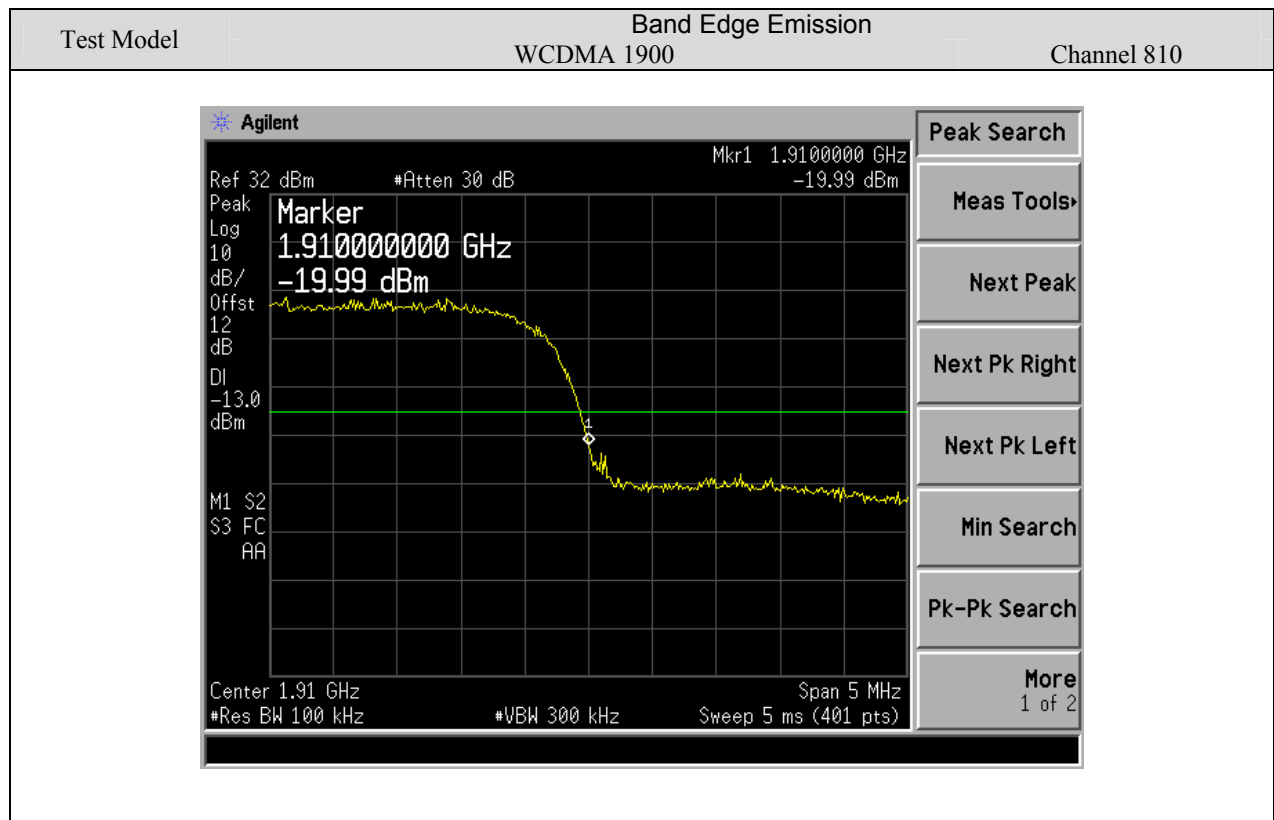 Test Model
Band Edge Emission
WCDMA 1900
Channel 810
Agilent
Peak Search
Mkr1 1.9100000 GHz
Ref 32 dBm #Atten 30 dB -19.99 dBm
Peak
Log
10
dB/
Offst
12
dB
DI
-13.0
dBm
M1 S2
S3 FC
AA
Marker
1.910000000 GHz
-19.99 dBm
1
Center 1.91 GHz Span 5 MHz
#Res BW 100 kHz #VBW 300 kHz Sweep 5 ms (401 pts)
Meas Tools
Next Peak
Next Pk Right
Next Pk Left
Min Search
Pk-Pk Search
More
1 of 2